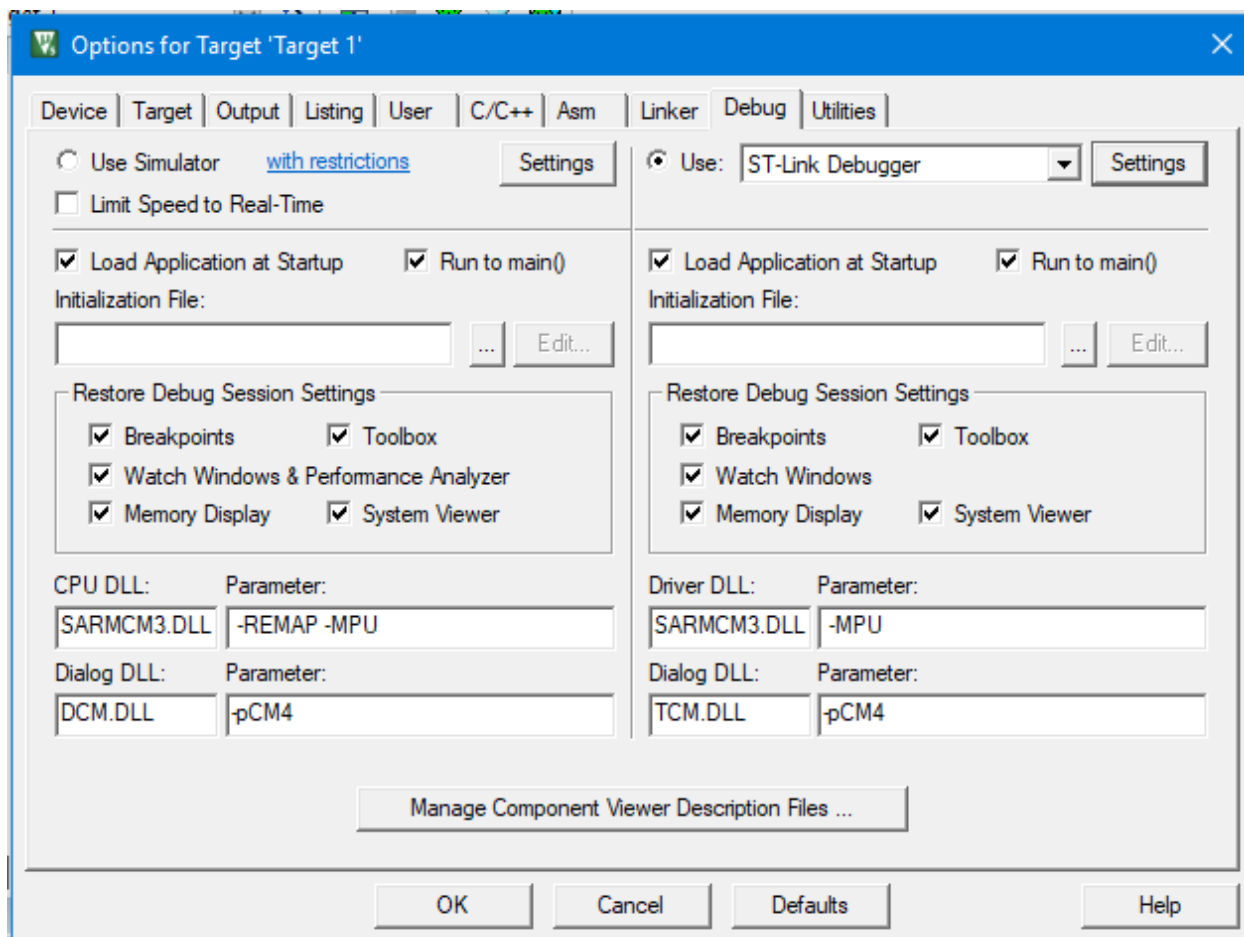 Options for Target 'Target 1'
Device Target Output Listing User C/C++ Asm Linker Debug Utilities
Use Simulator with restrictions Settings
Limit Speed to Real-Time
Use: ST-Link Debugger Settings
Load Application at Startup Run to main()
Initialization File:
... Edit...
Restore Debug Session Settings
Breakpoints Toolbox
Watch Windows & Performance Analyzer
Memory Display System Viewer
CPU DLL: Parameter:
SARMCM3.DLL -REMAP -MPU
Dialog DLL: Parameter:
DCM.DLL -pCM4
Load Application at Startup Run to main()
Initialization File:
... Edit...
Restore Debug Session Settings
Breakpoints Toolbox
Watch Windows
Memory Display System Viewer
Driver DLL: Parameter:
SARMCM3.DLL -MPU
Dialog DLL: Parameter:
TCM.DLL -pCM4
Manage Component Viewer Description Files ...
OK Cancel Defaults Help